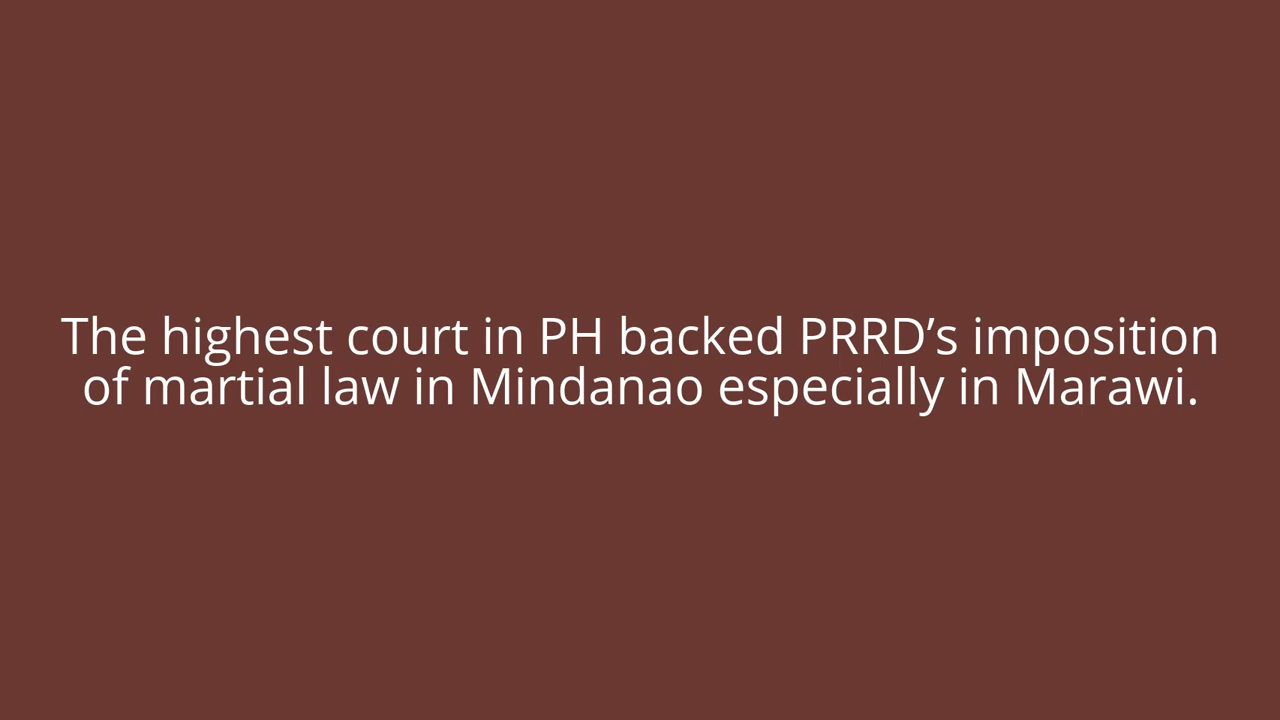 The highest court in PH backed PRRD’s imposition
of martial law in Mindanao especially in Marawi.